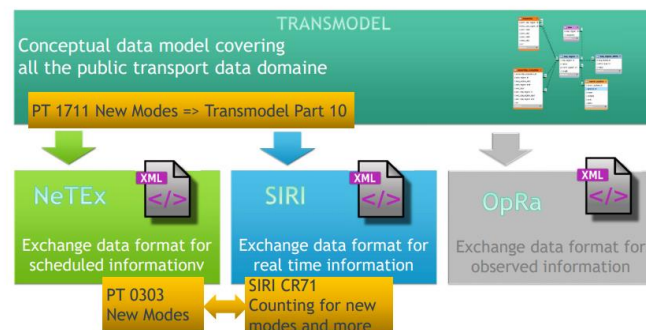 TRANSMODEL
Conceptual data model covering
all the public transport data domaine
PT 1711 New Modes => Transmodel Part 10
NeTEx
XML
</>
Exchange data format for
scheduled informationv
SIRI
XML
</>
Exchange data format for
real time information
OpRa
XML
</>
Exchange data format for
observed information
PT 0303
New Modes
SIRI CR71
Counting for new
modes and more